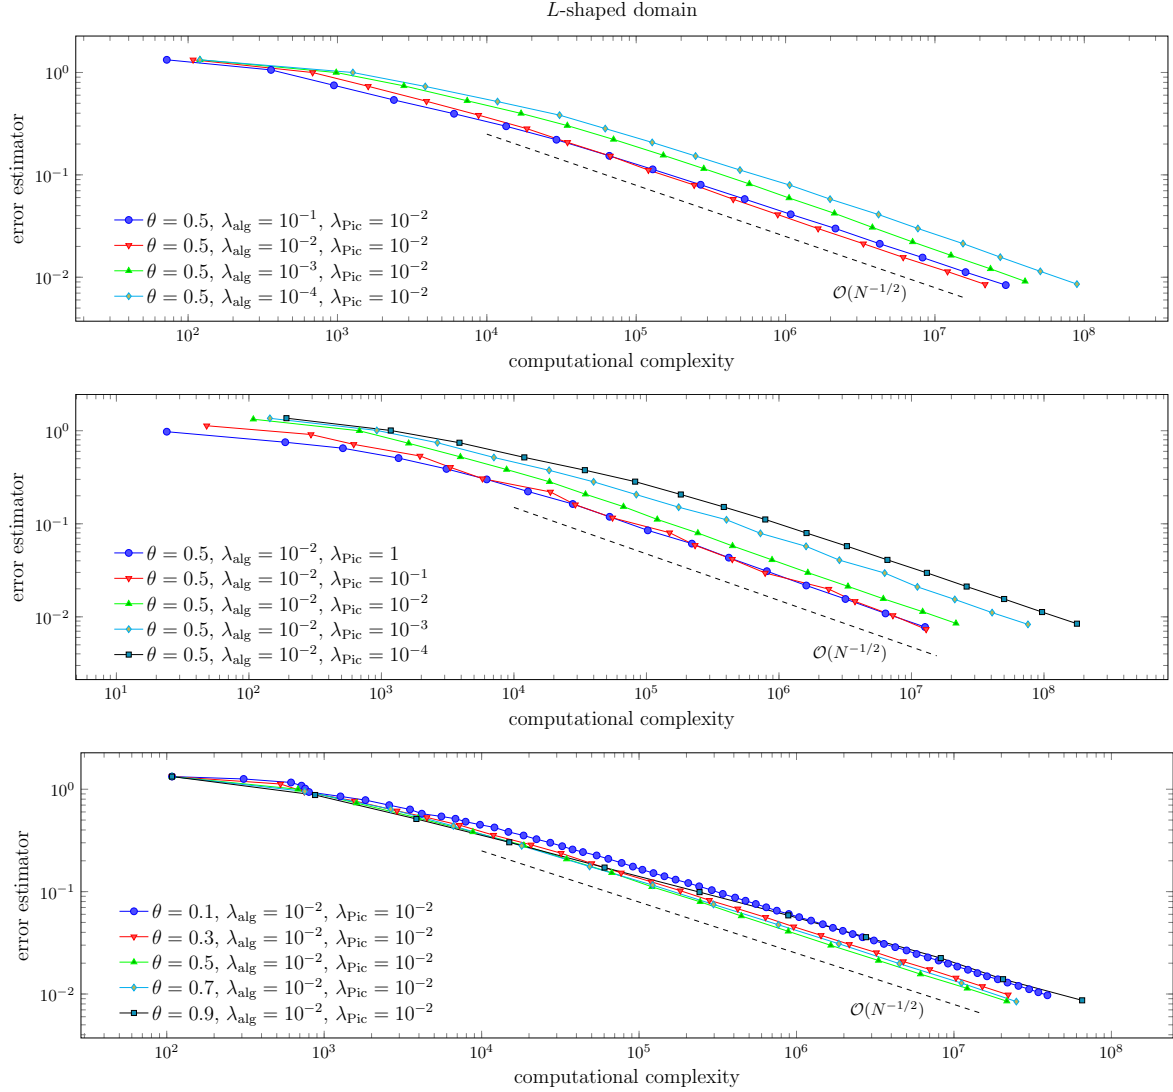 L-shaped domain
10^0
10^{-1}
10^{-2}
error estimator
θ = 0.5, λ_alg = 10^{-1}, λ_Pic = 10^{-2}
θ = 0.5, λ_alg = 10^{-2}, λ_Pic = 10^{-2}
θ = 0.5, λ_alg = 10^{-3}, λ_Pic = 10^{-2}
θ = 0.5, λ_alg = 10^{-4}, λ_Pic = 10^{-2}
O(N^{-1/2})
10^2 10^3 10^4 10^5 10^6 10^7 10^8
computational complexity
10^0
10^{-1}
10^{-2}
error estimator
θ = 0.5, λ_alg = 10^{-2}, λ_Pic = 1
θ = 0.5, λ_alg = 10^{-2}, λ_Pic = 10^{-1}
θ = 0.5, λ_alg = 10^{-2}, λ_Pic = 10^{-2}
θ = 0.5, λ_alg = 10^{-2}, λ_Pic = 10^{-3}
θ = 0.5, λ_alg = 10^{-2}, λ_Pic = 10^{-4}
O(N^{-1/2})
10^1 10^2 10^3 10^4 10^5 10^6 10^7 10^8
computational complexity
10^0
10^{-1}
10^{-2}
error estimator
θ = 0.1, λ_alg = 10^{-2}, λ_Pic = 10^{-2}
θ = 0.3, λ_alg = 10^{-2}, λ_Pic = 10^{-2}
θ = 0.5, λ_alg = 10^{-2}, λ_Pic = 10^{-2}
θ = 0.7, λ_alg = 10^{-2}, λ_Pic = 10^{-2}
θ = 0.9, λ_alg = 10^{-2}, λ_Pic = 10^{-2}
O(N^{-1/2})
10^2 10^3 10^4 10^5 10^6 10^7 10^8
computational complexity